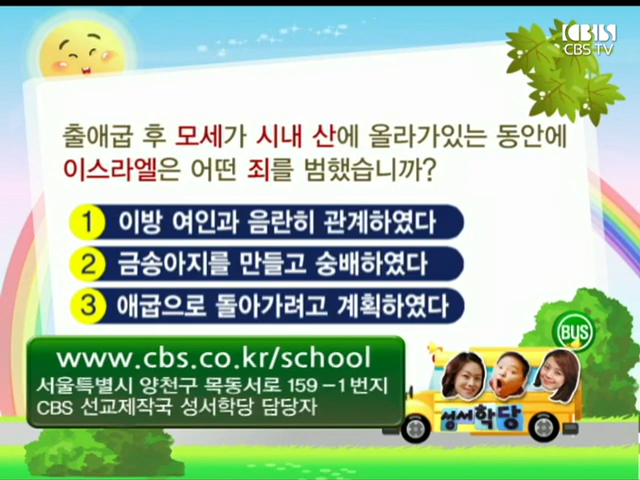 CBS
CBS TV
출애굽 후 모세가 시내 산에 올라가있는 동안에
이스라엘은 어떤 죄를 범했습니까?
1 이방 여인과 음란히 관계하였다
2 금송아지를 만들고 숭배하였다
3 애굽으로 돌아가려고 계획하였다
BUS
www.cbs.co.kr/school
서울특별시 양천구 목동서로 159-1 번지
CBS 선교제작국 성서학당 담당자
성서학당